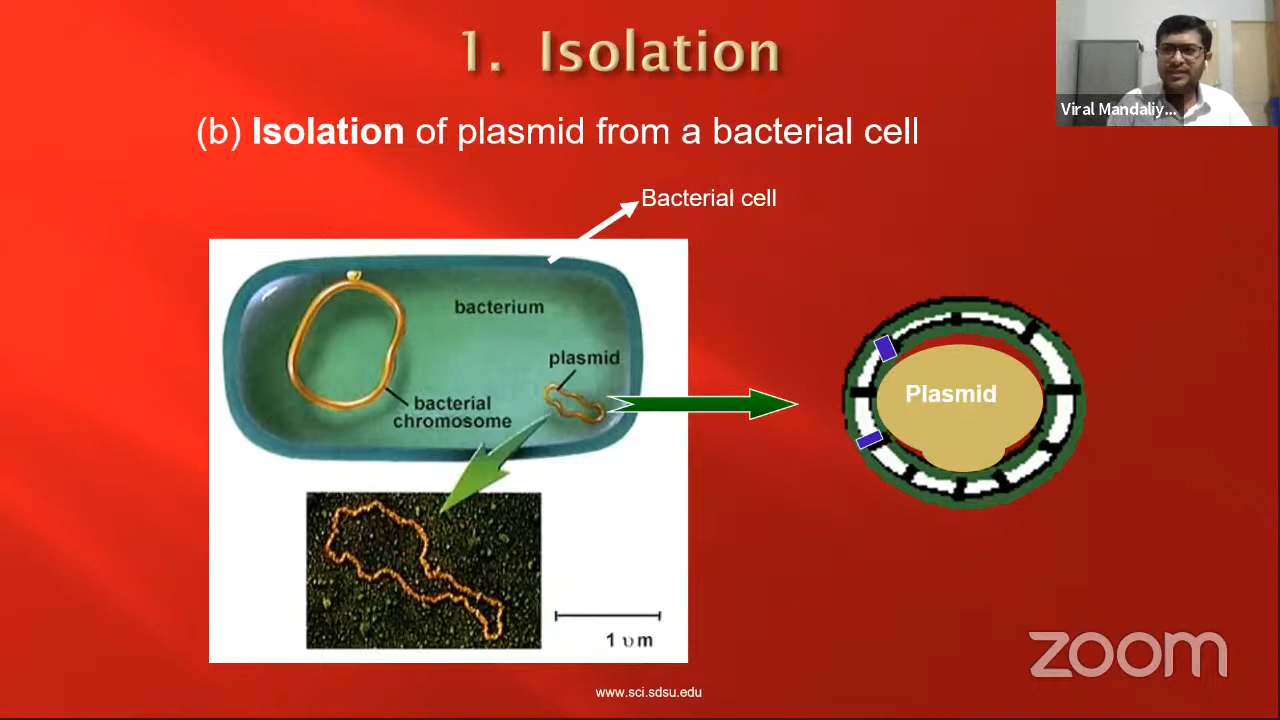 1. Isolation
Viral Mandaliy...
(b) Isolation of plasmid from a bacterial cell
Bacterial cell
bacterium
plasmid
bacterial
chromosome
Plasmid
1 υm
zoom
www.sci.sdsu.edu